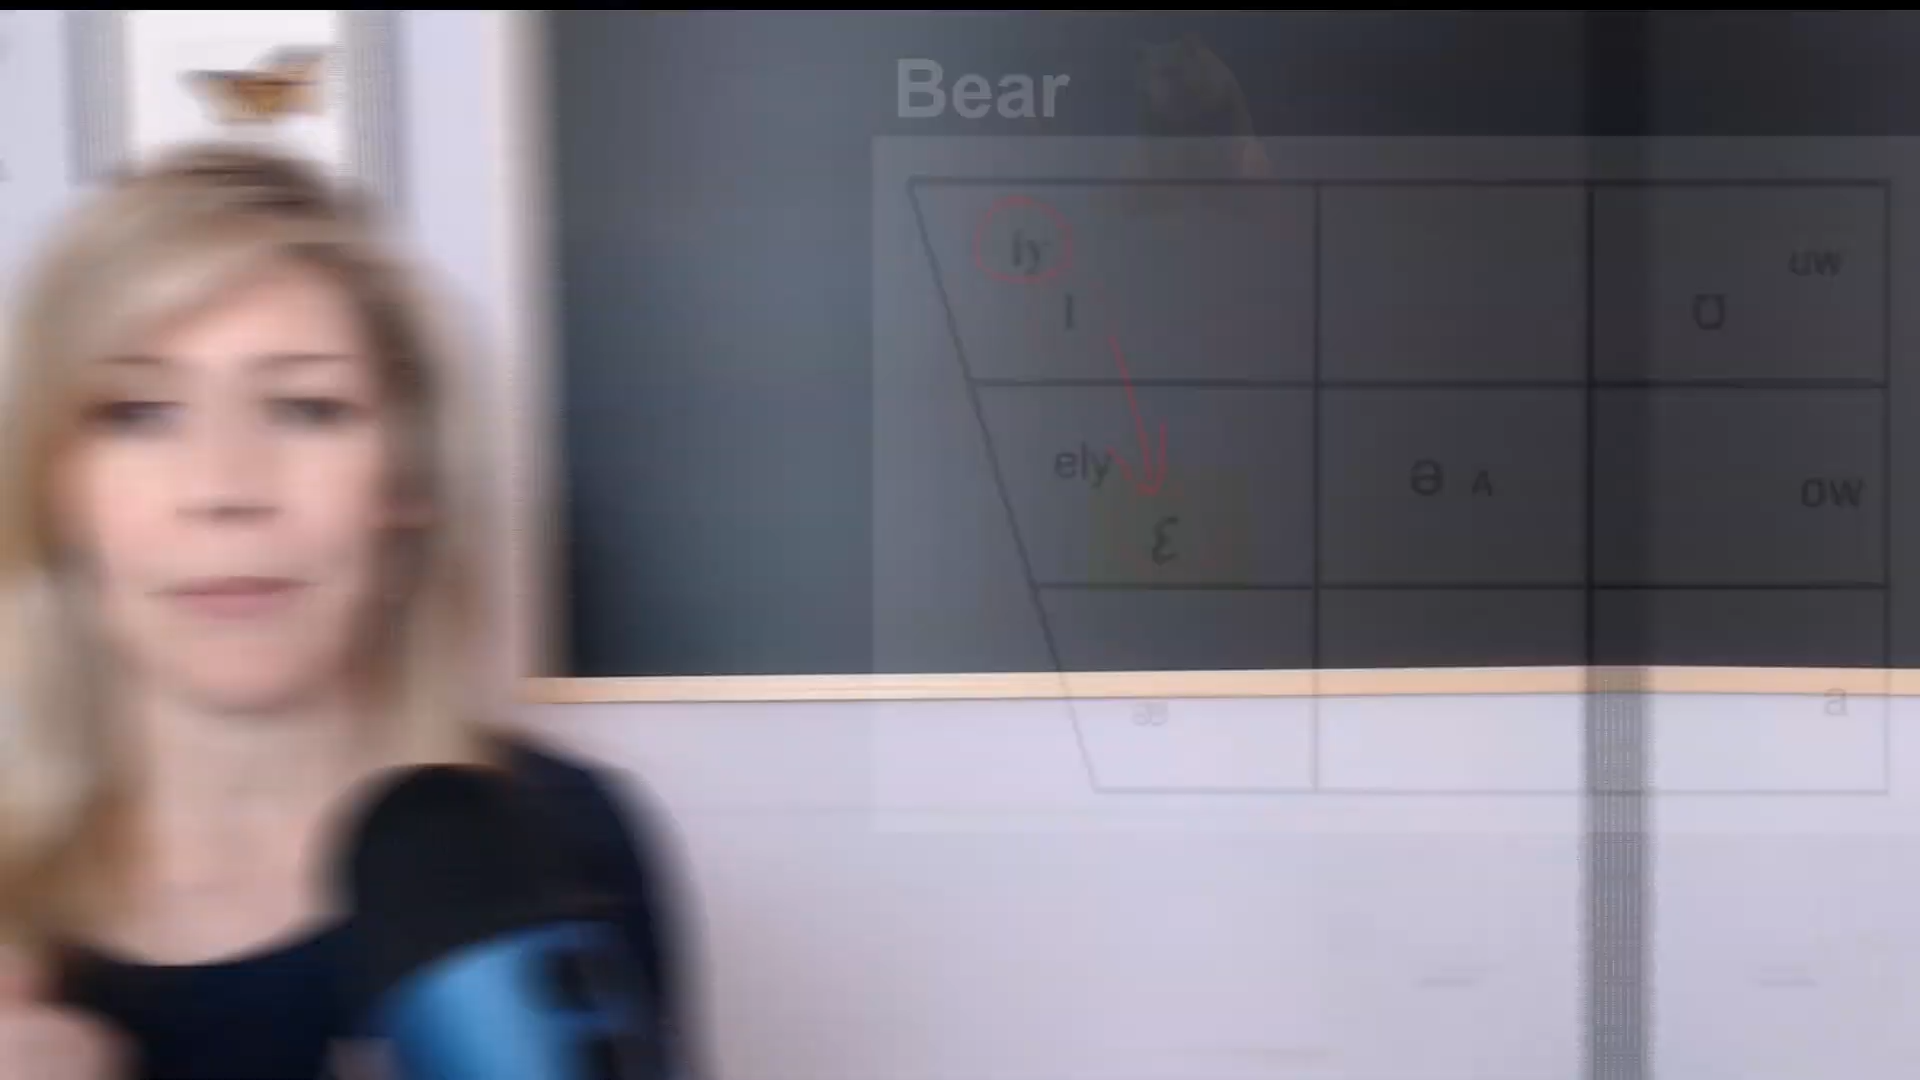 Bear
iy uw
I ʊ
eIy ə ʌ ow
ɛ
æ a